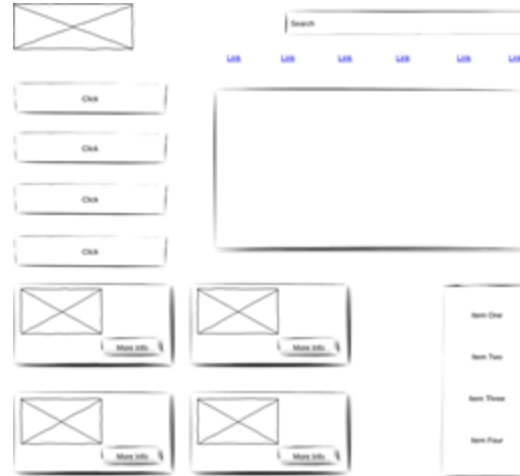 Search
Link Link Link Link Link Link
Click
Click
Click
Click
More Info More Info
Item One
Item Two
Item Three
More Info More Info
Item Four